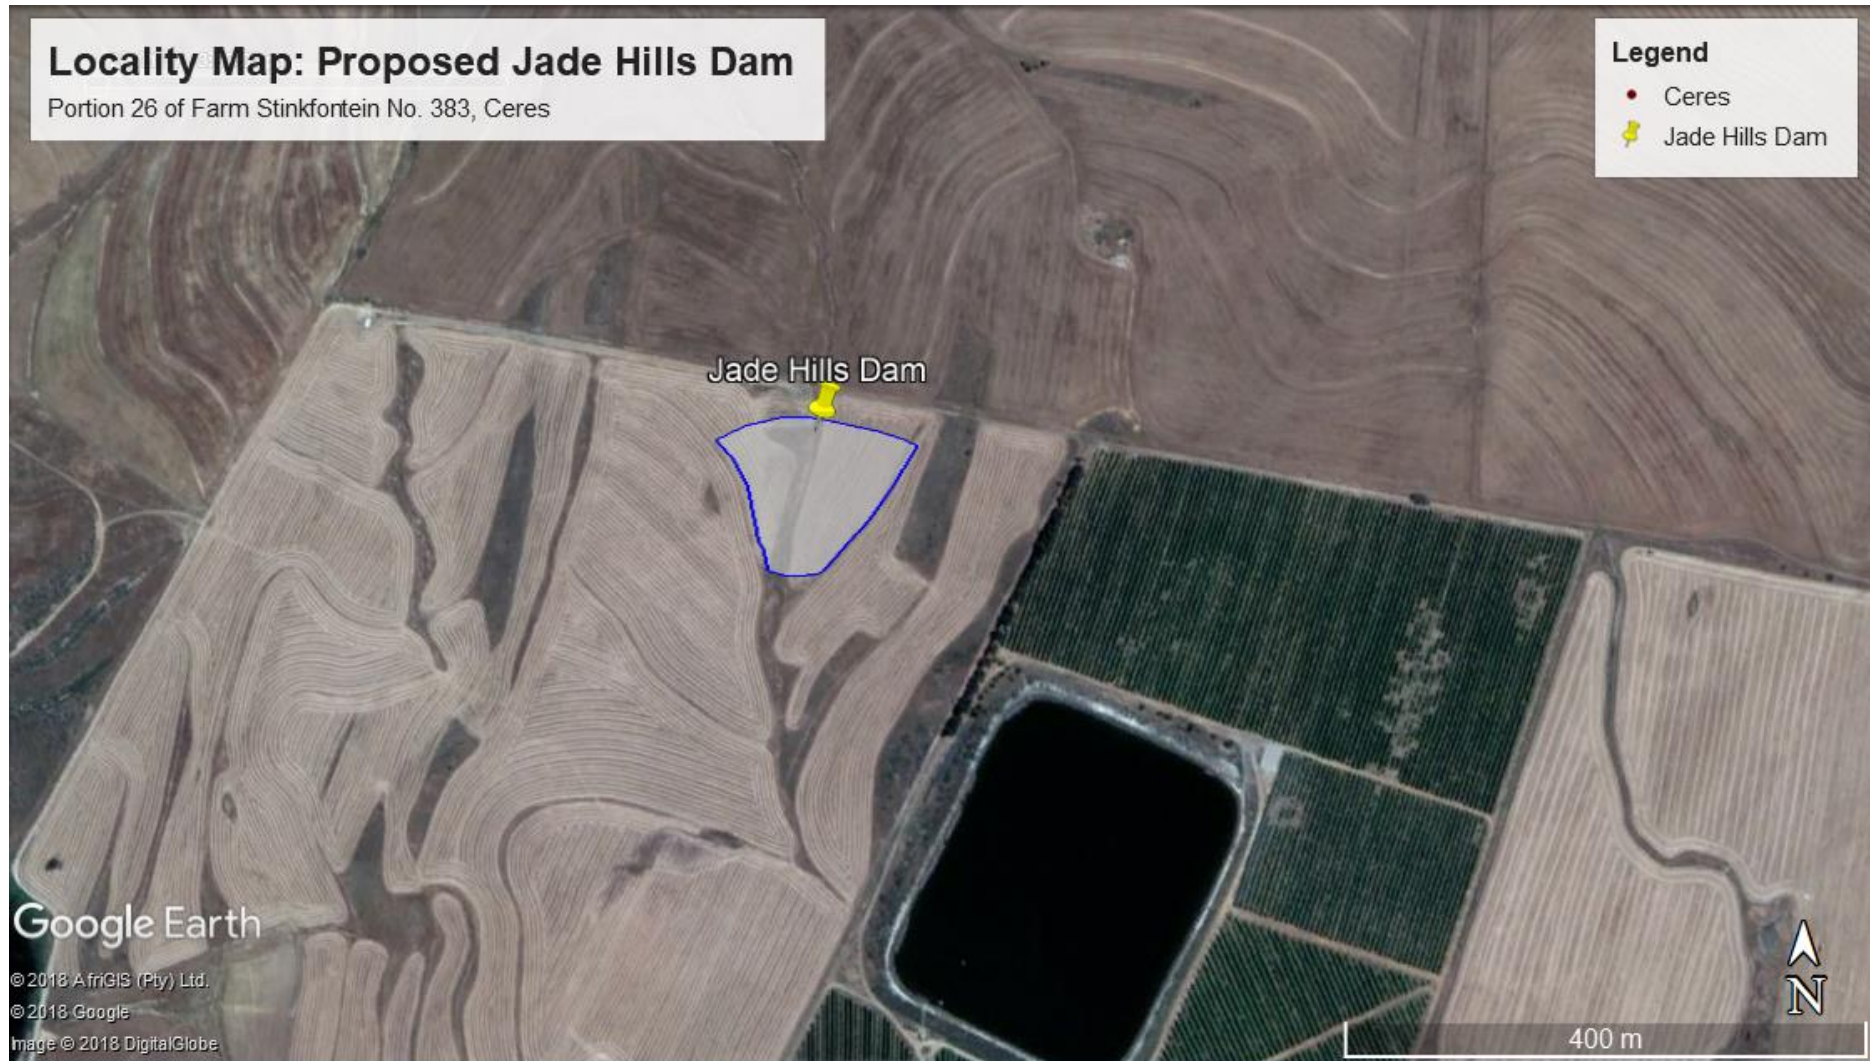 Locality Map: Proposed Jade Hills Dam
Portion 26 of Farm Stinkfontein No. 383, Ceres
Legend
Ceres
Jade Hills Dam
Jade Hills Dam
Google Earth
© 2018 AfriGIS (Pty) Ltd.
© 2018 Google
Image © 2018 DigitalGlobe
N
400 m